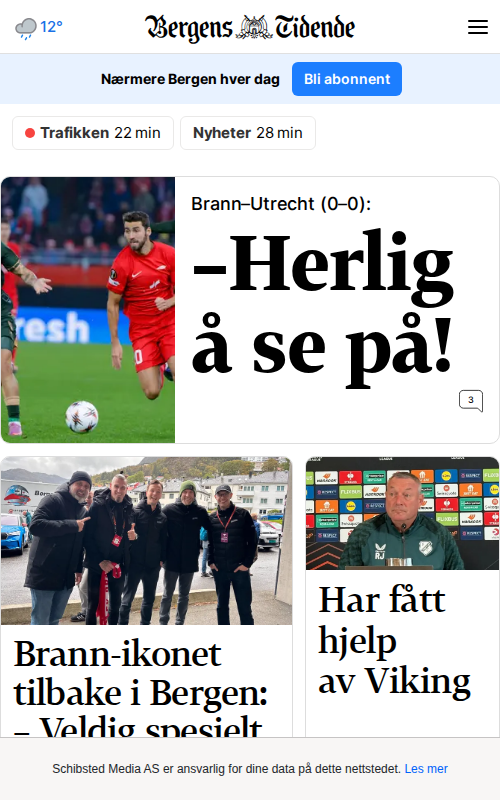 12°
Bergens Tidende
Nærmere Bergen hver dag
Bli abonnent
Trafikken 22 min
Nyheter 28 min
Brann–Utrecht (0–0):
–Herlig
å se på!
3
fresh
Har fått
hjelp
av Viking
Brann-ikonet
tilbake i Bergen:
– Veldig spesielt
RJ
Schibsted Media AS er ansvarlig for dine data på dette nettstedet. Les mer